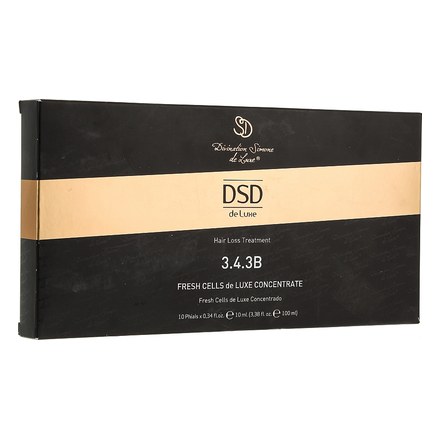 SD
Divination Simone
de Luxe®
DSD
de Luxe
Hair Loss Treatment
3.4.3B
FRESH CELLS de LUXE CONCENTRATE
Fresh Cells de Luxe Concentrado
10 Phials x 0,34 fl.oz. ℮ 10 ml (3,38 fl. oz ℮ 100 ml)